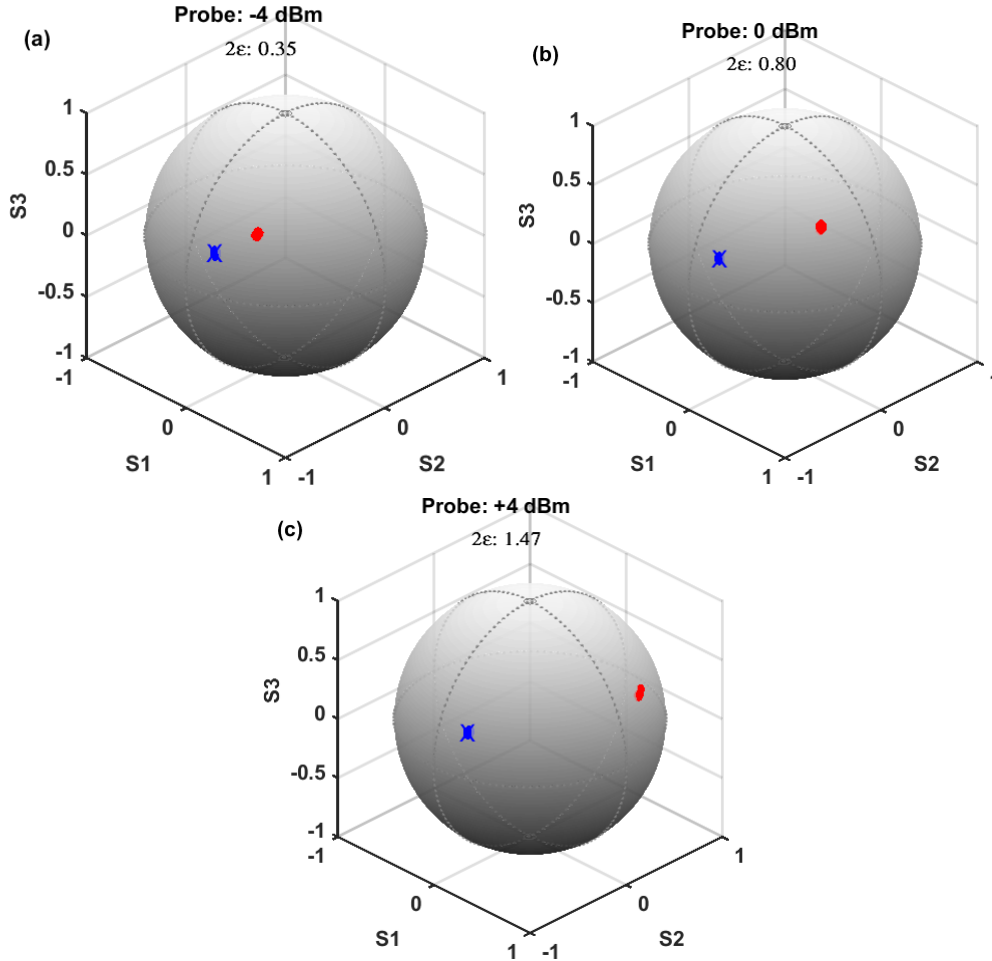 (a)
Probe: -4 dBm
2ε: 0.35
1
0.5
0
-0.5
-1
S3
-1
0
1
S1
-1
0
1
S2
(b)
Probe: 0 dBm
2ε: 0.80
1
0.5
0
-0.5
-1
S3
-1
0
1
S1
-1
0
1
S2
(c)
Probe: +4 dBm
2ε: 1.47
1
0.5
0
-0.5
-1
S3
-1
0
1
S1
-1
0
1
S2